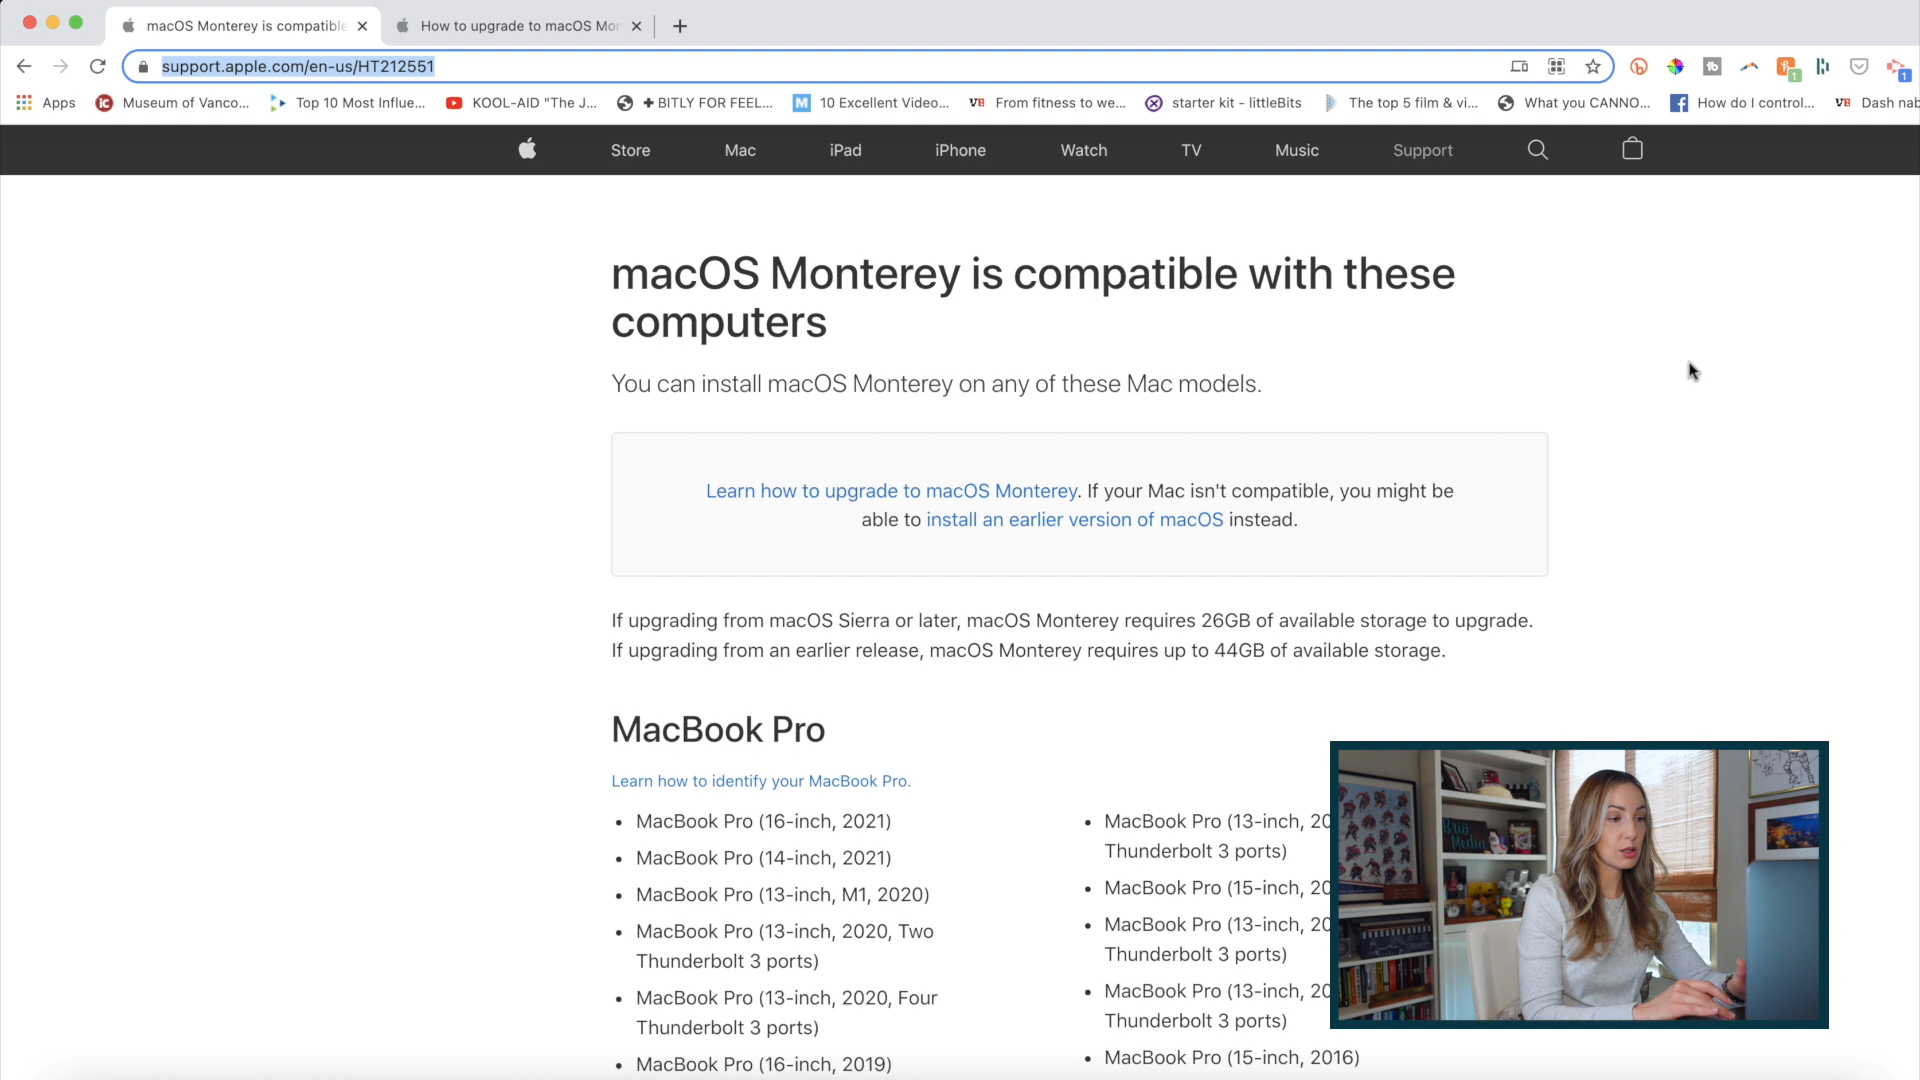 macOS Monterey is compatible
How to upgrade to macOS Mon
support.apple.com/en-us/HT212551
Apps
Museum of Vanco...
Top 10 Most Influe...
KOOL-AID "The J...
+ BITLY FOR FEEL...
10 Excellent Video...
From fitness to we...
starter kit - littleBits
The top 5 film & vi...
What you CANNO...
How do I control...
Dash nab
Store
Mac
iPad
iPhone
Watch
TV
Music
Support
macOS Monterey is compatible with these
computers
You can install macOS Monterey on any of these Mac models.
Learn how to upgrade to macOS Monterey. If your Mac isn't compatible, you might be
able to install an earlier version of macOS instead.
If upgrading from macOS Sierra or later, macOS Monterey requires 26GB of available storage to upgrade.
If upgrading from an earlier release, macOS Monterey requires up to 44GB of available storage.
MacBook Pro
Learn how to identify your MacBook Pro.
• MacBook Pro (16-inch, 2021)
• MacBook Pro (14-inch, 2021)
• MacBook Pro (13-inch, M1, 2020)
• MacBook Pro (13-inch, 2020, Two
Thunderbolt 3 ports)
• MacBook Pro (13-inch, 2020, Four
Thunderbolt 3 ports)
• MacBook Pro (16-inch, 2019)
• MacBook Pro (13-inch, 20
Thunderbolt 3 ports)
• MacBook Pro (15-inch, 20
• MacBook Pro (13-inch, 20
Thunderbolt 3 ports)
• MacBook Pro (13-inch, 20
Thunderbolt 3 ports)
• MacBook Pro (15-inch, 2016)
Bria
Media